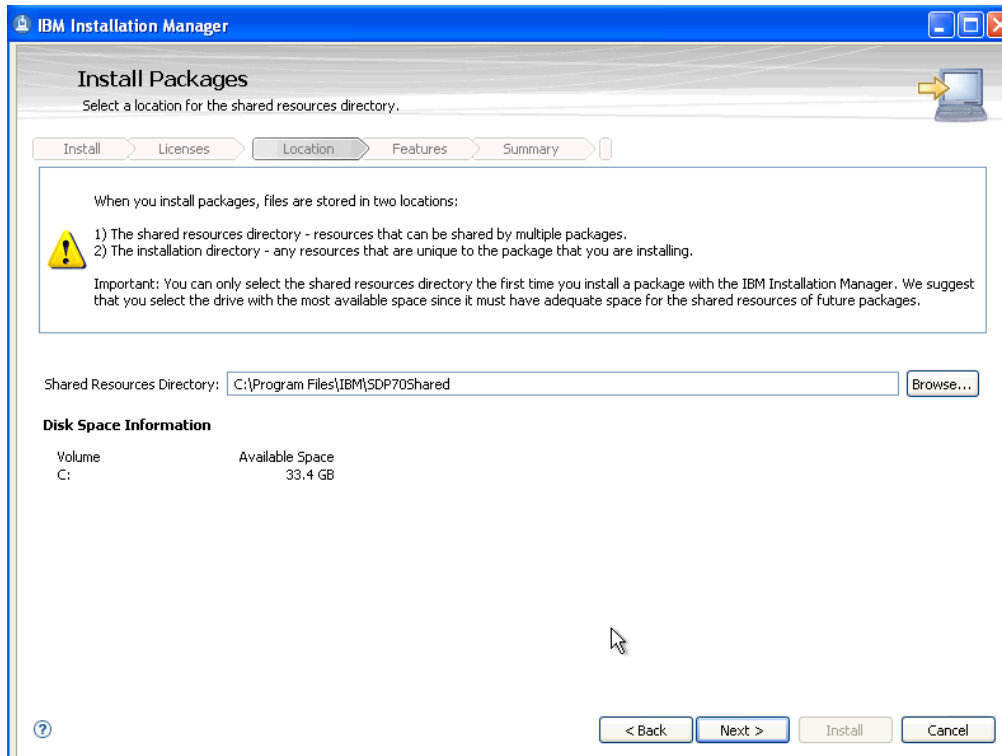 IBM Installation Manager
Install Packages
Select a location for the shared resources directory.
Install Licenses Location Features Summary
When you install packages, files are stored in two locations:
1) The shared resources directory - resources that can be shared by multiple packages.
2) The installation directory - any resources that are unique to the package that you are installing.
Important: You can only select the shared resources directory the first time you install a package with the IBM Installation Manager. We suggest
that you select the drive with the most available space since it must have adequate space for the shared resources of future packages.
Shared Resources Directory: C:\Program Files\IBM\SDP70Shared Browse...
Disk Space Information
Volume Available Space
C: 33.4 GB
? < Back Next > Install Cancel